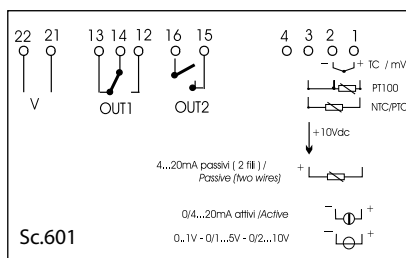 22 21 13 14 12 16 15 4 3 2 1
− + TC / mV
V OUT1 OUT2 PT100
NTC/PTC
+10Vdc
4...20mA passivi ( 2 fili ) / +
Passive (two wires)
0/4...20mA attivi /Active − +
Sc.601 0..1V - 0/1...5V - 0/2...10V − +